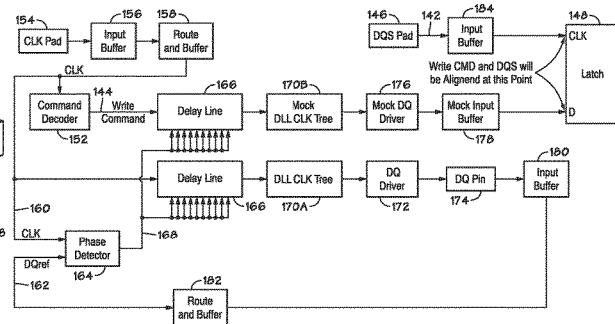 154
CLK Pad
156
Input
Buffer
158
Route
and Buffer
146
DQS Pad
142
184
Input
Buffer
148
CLK
Latch
D
Write CMD and DQS will
be Alignend at this Point
CLK
144
Command
Decoder
152
Write
Command
166
Delay Line
170B
Mock
DLL CLK Tree
176
Mock DQ
Driver
Mock Input
Buffer
178
Delay Line
166
DLL CLK Tree
170A
DQ
Driver
172
DQ Pin
174
180
Input
Buffer
160
CLK
DQref
162
Phase
Detector
164
168
182
Route
and Buffer